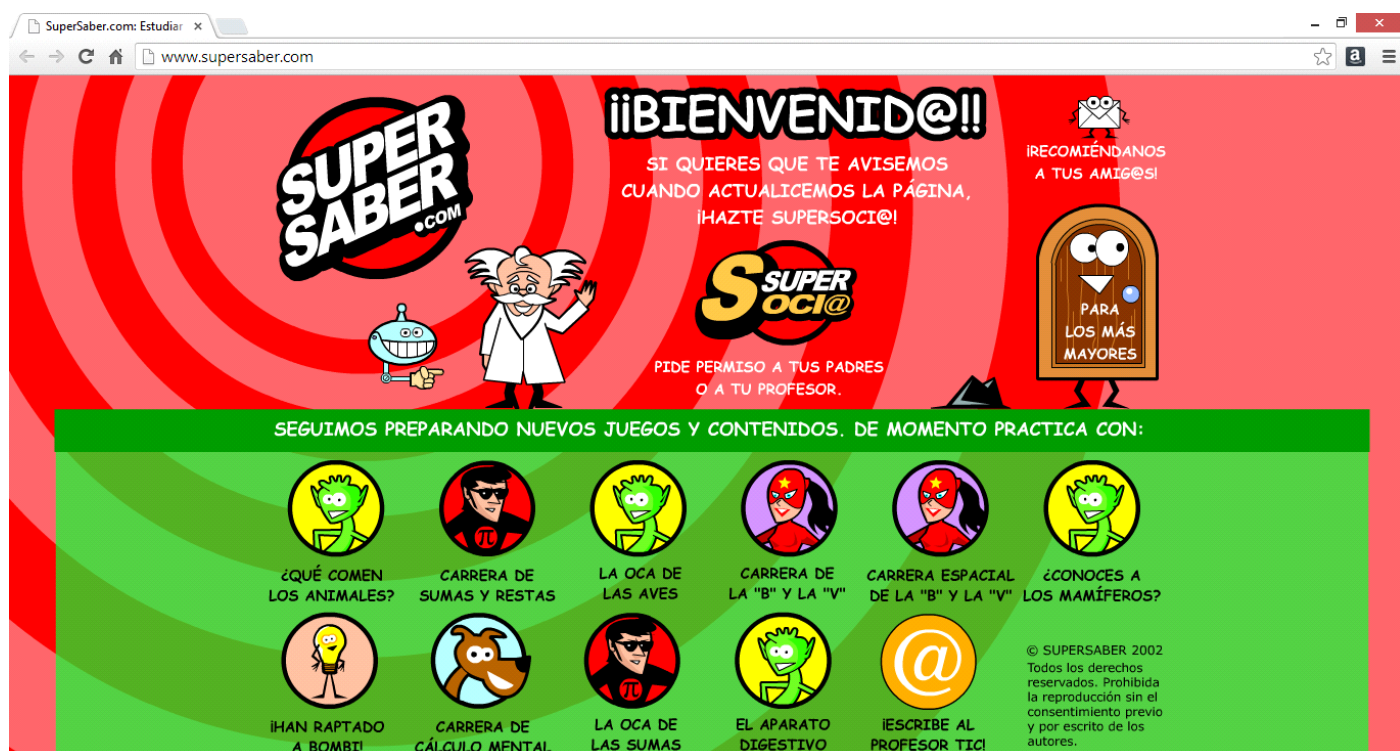 SuperSaber.com: Estudiar
www.supersaber.com
SUPER
SABER
.COM
¡¡BIENVENID@!!
SI QUIERES QUE TE AVISEMOS
CUANDO ACTUALICEMOS LA PÁGINA,
¡HAZTE SUPERSOCI@!
S SUPER
SOCI@
PIDE PERMISO A TUS PADRES
O A TU PROFESOR.
¡RECOMIÉNDANOS
A TUS AMIG@S!
PARA
LOS MÁS
MAYORES
SEGUIMOS PREPARANDO NUEVOS JUEGOS Y CONTENIDOS. DE MOMENTO PRACTICA CON:
¿QUÉ COMEN
LOS ANIMALES?
π
CARRERA DE
SUMAS Y RESTAS
LA OCA DE
LAS AVES
CARRERA DE
LA "B" Y LA "V"
CARRERA ESPACIAL
DE LA "B" Y LA "V"
¿CONOCES A
LOS MAMÍFEROS?
¡HAN RAPTADO
A BOMBI!
CARRERA DE
CÁLCULO MENTAL
π
LA OCA DE
LAS SUMAS
EL APARATO
DIGESTIVO
@
¡ESCRIBE AL
PROFESOR TIC!
© SUPERSABER 2002
Todos los derechos
reservados. Prohibida
la reproducción sin el
consentimiento previo
y por escrito de los
autores.